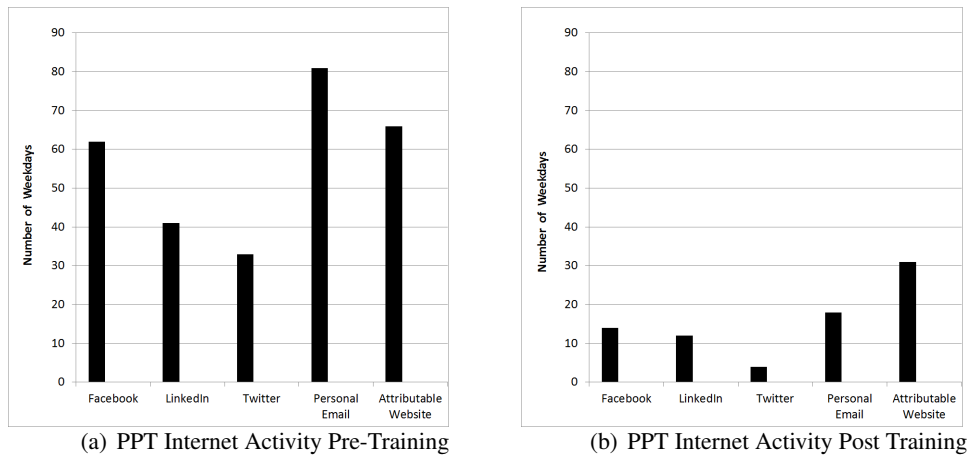 90
80
70
60
50
40
30
20
10
0
Number of Weekdays
Facebook
LinkedIn
Twitter
Personal
Email
Attributable
Website
(a) PPT Internet Activity Pre-Training
90
80
70
60
50
40
30
20
10
0
Number of Weekdays
Facebook
LinkedIn
Twitter
Personal
Email
Attributable
Website
(b) PPT Internet Activity Post Training